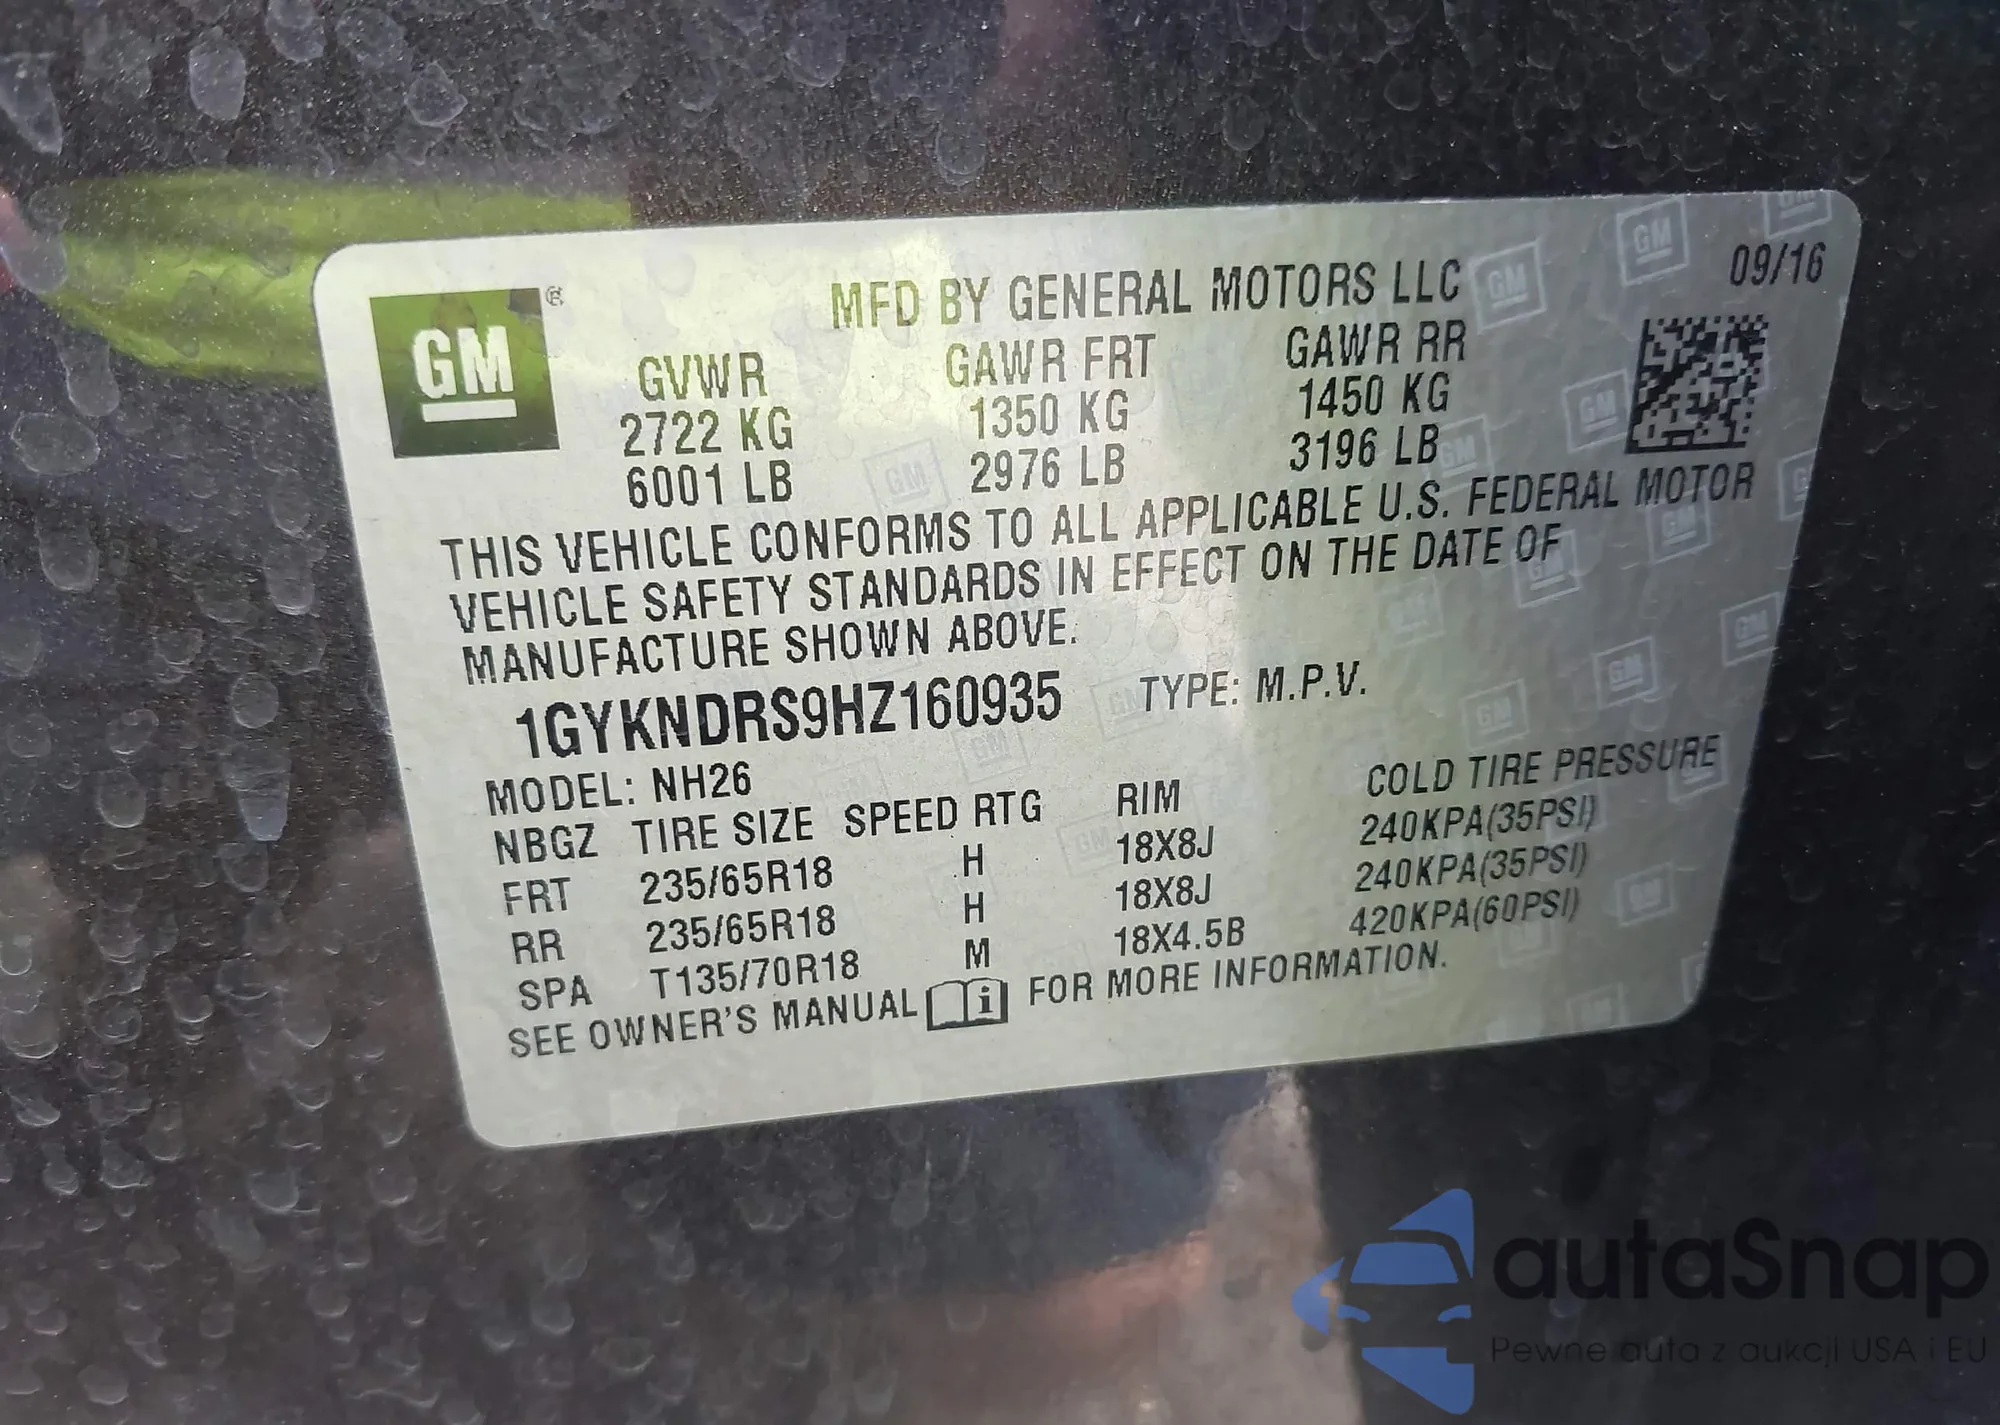 MFD BY GENERAL MOTORS LLC
09/16
GM
®
GVWR GAWR FRT GAWR RR
2722 KG 1350 KG 1450 KG
6001 LB 2976 LB 3196 LB
THIS VEHICLE CONFORMS TO ALL APPLICABLE U.S. FEDERAL MOTOR
VEHICLE SAFETY STANDARDS IN EFFECT ON THE DATE OF
MANUFACTURE SHOWN ABOVE.
1GYKNDRS9HZ160935 TYPE: M.P.V.
MODEL: NH26
NBGZ TIRE SIZE SPEED RTG RIM COLD TIRE PRESSURE
FRT 235/65R18 H 18X8J 240KPA(35PSI)
RR 235/65R18 H 18X8J 240KPA(35PSI)
SPA T135/70R18 M 18X4.5B 420KPA(60PSI)
SEE OWNER'S MANUAL i FOR MORE INFORMATION.
autaSnap
Pewne auta z aukcji USA i EU